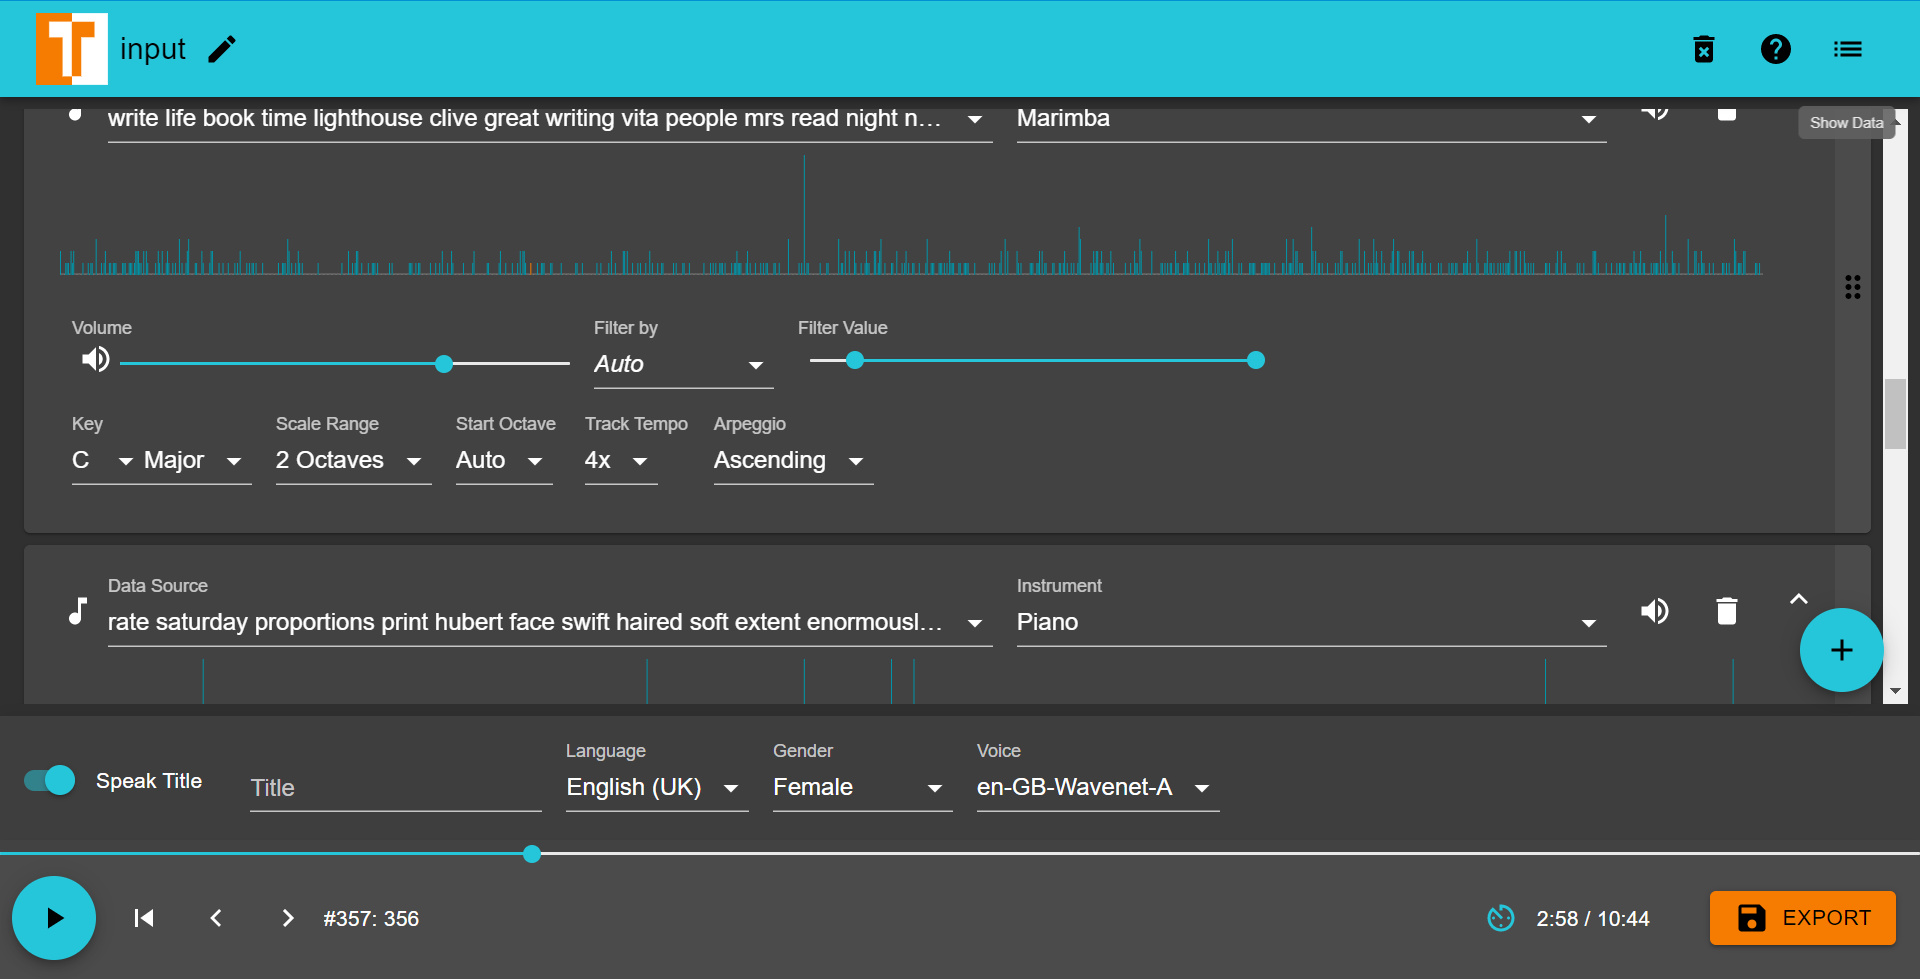 T input
write life book time lighthouse clive great writing vita people mrs read night n... Marimba
Show Data
Volume Filter by Filter Value
Auto
Key Scale Range Start Octave Track Tempo Arpeggio
C Major 2 Octaves Auto 4x Ascending
Data Source Instrument
rate saturday proportions print hubert face swift haired soft extent enormousl... Piano
Language Gender Voice
Speak Title Title English (UK) Female en-GB-Wavenet-A
#357: 356 2:58 / 10:44 EXPORT